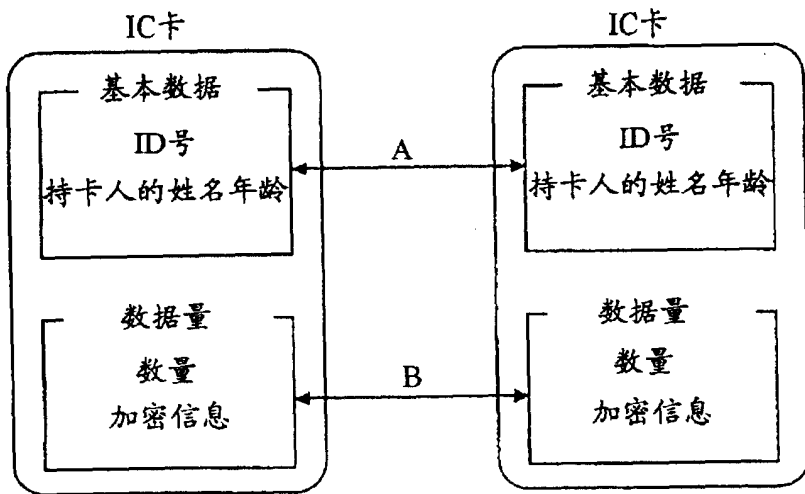 IC卡
基本数据
ID号
持卡人的姓名年龄
数据量
数量
加密信息
A
B
IC卡
基本数据
ID号
持卡人的姓名年龄
数据量
数量
加密信息